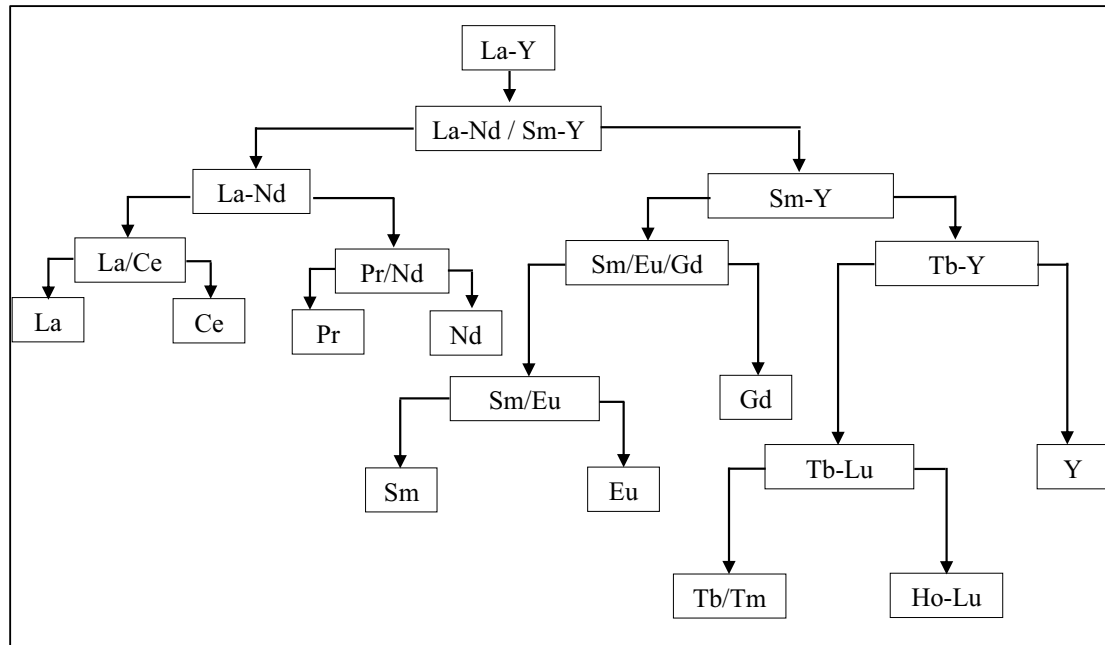 La-Y
La-Nd / Sm-Y
La-Nd
Sm-Y
La/Ce
Pr/Nd
Sm/Eu/Gd
Tb-Y
La
Ce
Pr
Nd
Sm/Eu
Gd
Tb-Lu
Y
Sm
Eu
Tb/Tm
Ho-Lu